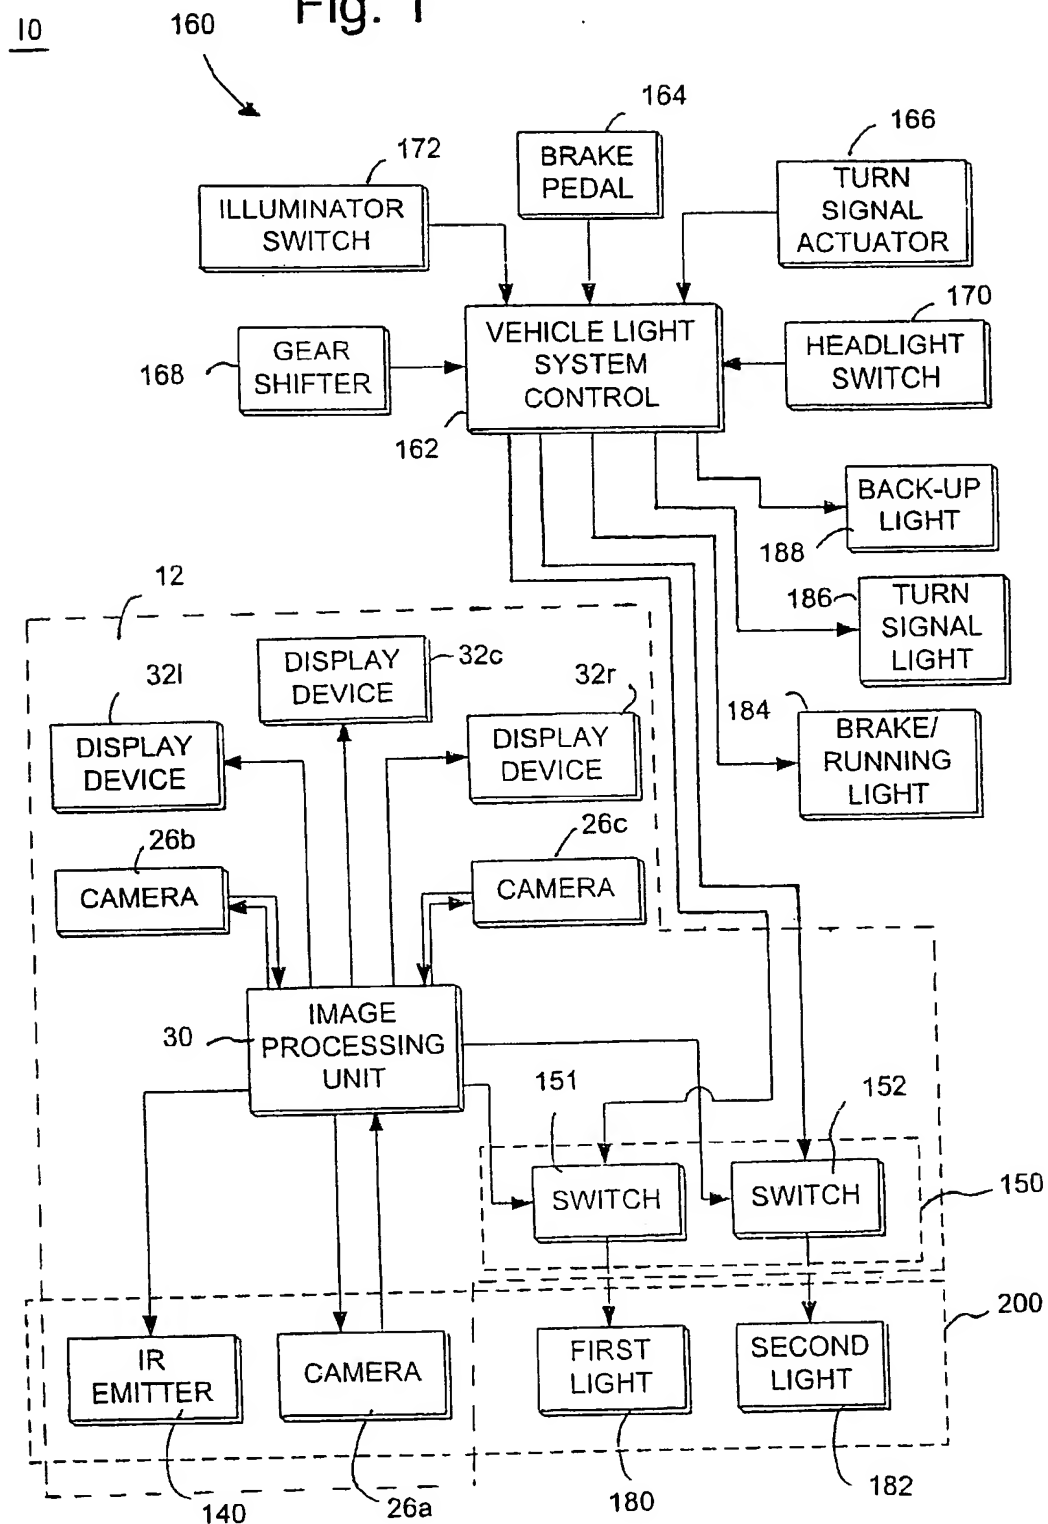 Fig. 1
10
160
164
BRAKE
PEDAL
166
TURN
SIGNAL
ACTUATOR
172
ILLUMINATOR
SWITCH
170
HEADLIGHT
SWITCH
VEHICLE LIGHT
SYSTEM
CONTROL
162
GEAR
SHIFTER
168
BACK-UP
LIGHT
188
186
TURN
SIGNAL
LIGHT
184
BRAKE/
RUNNING
LIGHT
12
32l
DISPLAY
DEVICE
DISPLAY
DEVICE
32c
32r
DISPLAY
DEVICE
26b
CAMERA
26c
CAMERA
30
IMAGE
PROCESSING
UNIT
151
152
SWITCH
SWITCH
150
200
IR
EMITTER
CAMERA
FIRST
LIGHT
SECOND
LIGHT
140
26a
180
182